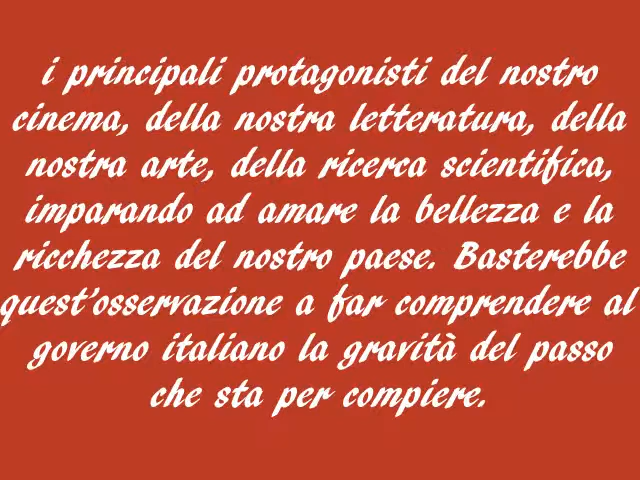 i principali protagonisti del nostro
cinema, della nostra letteratura, della
nostra arte, della ricerca scientifica,
imparando ad amare la bellezza e la
ricchezza del nostro paese. Basterebbe
quest'osservazione a far comprendere al
governo italiano la gravità del passo
che sta per compiere.